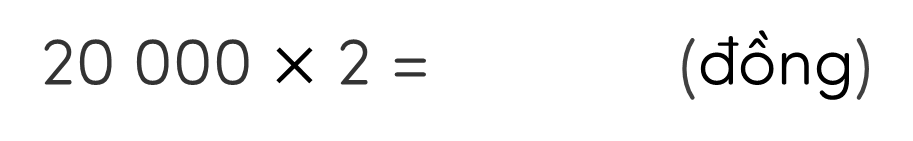 20 000 × 2 = (đồng)